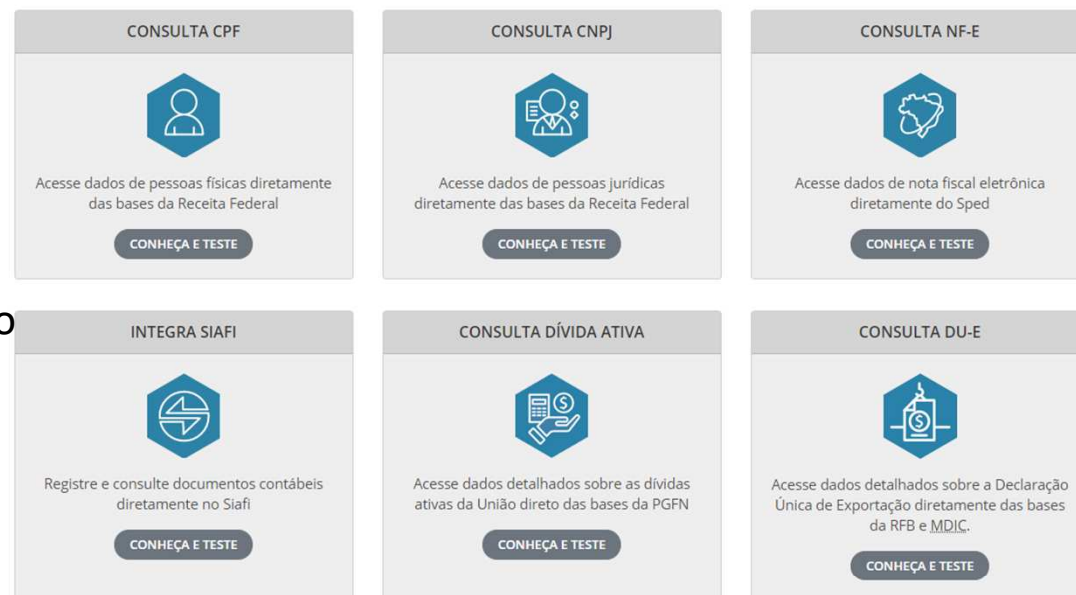 CONSULTA CPF
Acesse dados de pessoas físicas diretamente
das bases da Receita Federal
CONHEÇA E TESTE
CONSULTA CNPJ
Acesse dados de pessoas jurídicas
diretamente das bases da Receita Federal
CONHEÇA E TESTE
CONSULTA NF-E
Acesse dados de nota fiscal eletrônica
diretamente do Sped
CONHEÇA E TESTE
o
INTEGRA SIAFI
Registre e consulte documentos contábeis
diretamente no Siafi
CONHEÇA E TESTE
CONSULTA DÍVIDA ATIVA
Acesse dados detalhados sobre as dívidas
ativas da União direto das bases da PGFN
CONHEÇA E TESTE
CONSULTA DU-E
Acesse dados detalhados sobre a Declaração
Única de Exportação diretamente das bases
da RFB e MDIC.
CONHEÇA E TESTE